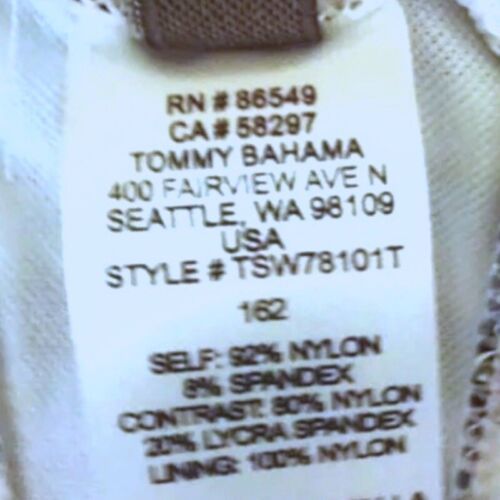 RN # 86549
CA # 58297
TOMMY BAHAMA
400 FAIRVIEW AVE N
SEATTLE, WA 98109
USA
STYLE # TSW78101T
162
SELF: 92% NYLON
8% SPANDEX
CONTRAST: 80% NYLON
20% LYCRA SPANDEX
LINING: 100% NYLON